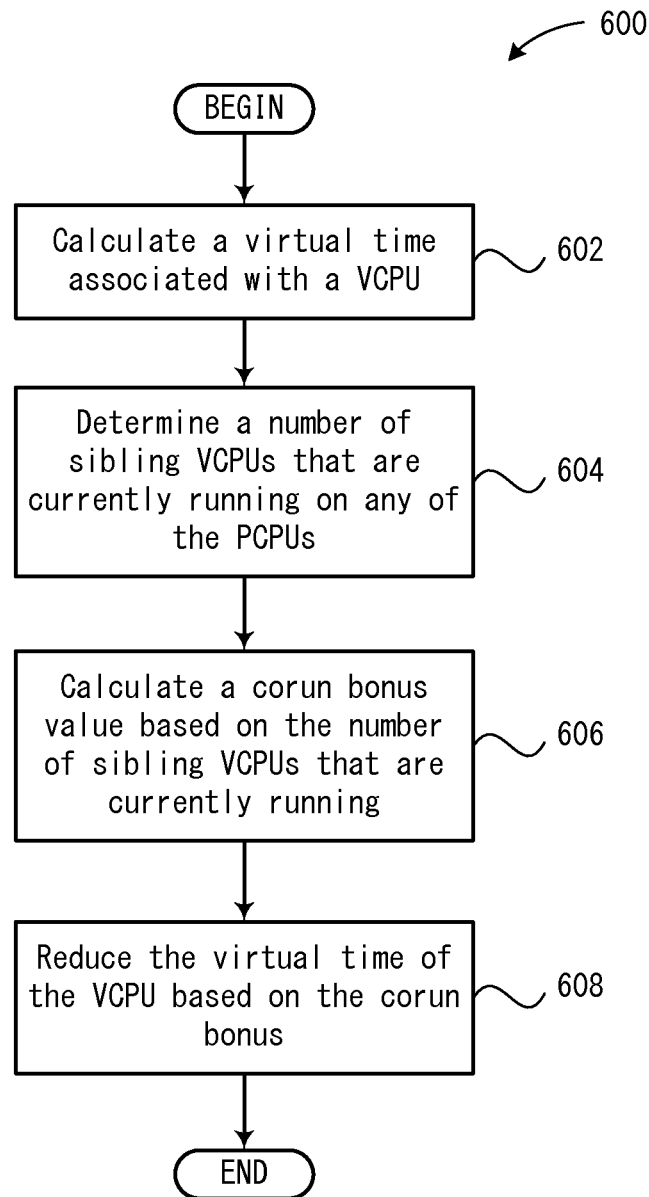 600
BEGIN
Calculate a virtual time
associated with a VCPU
602
Determine a number of
sibling VCPUs that are
currently running on any of
the PCPUs
604
Calculate a corun bonus
value based on the number
of sibling VCPUs that are
currently running
606
Reduce the virtual time of
the VCPU based on the corun
bonus
608
END